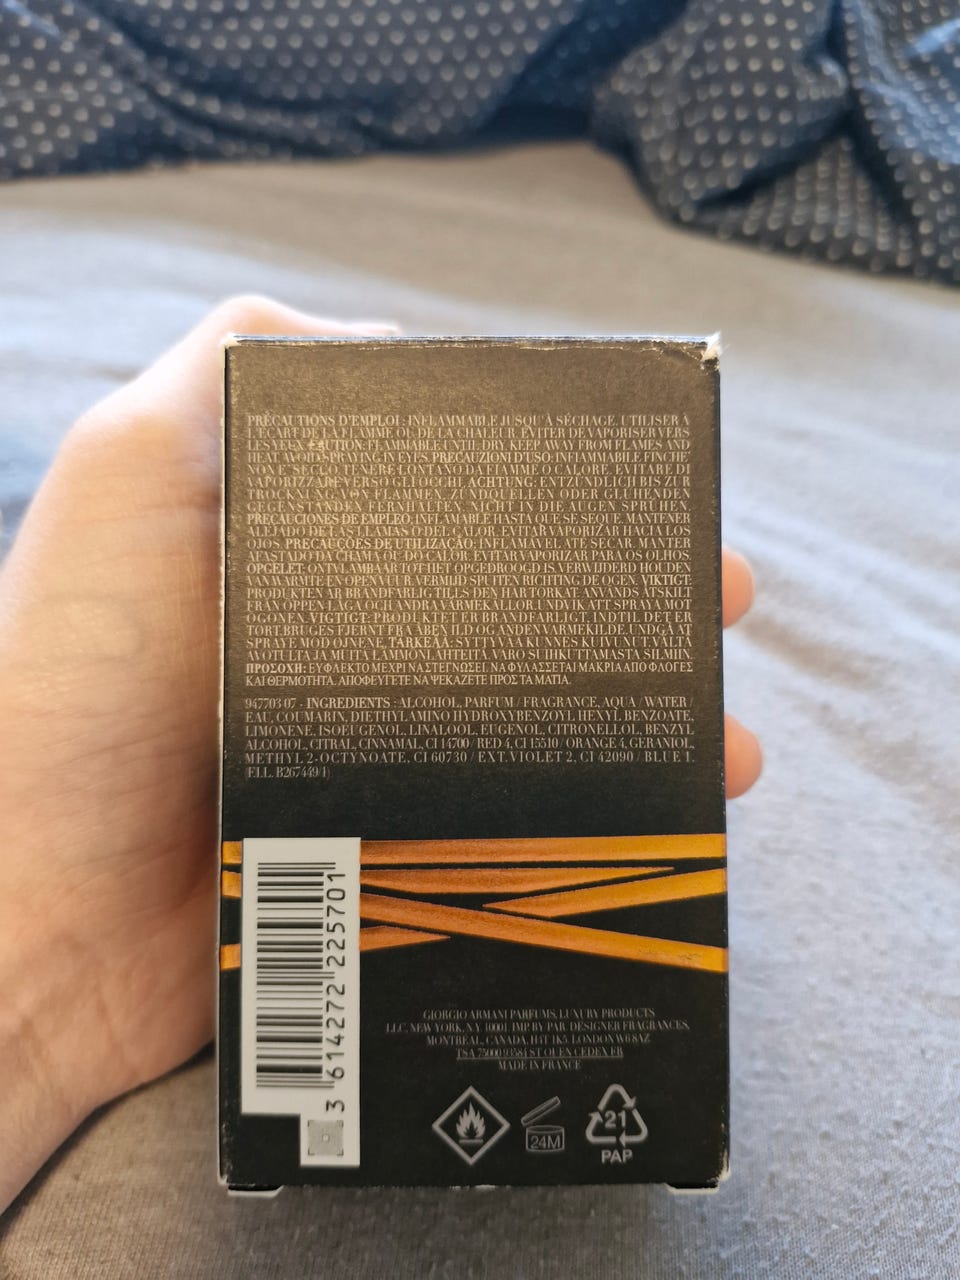 PRÉCAUTIONS D'EMPLOI : INFLAMMABLE JUSQU'À SÉCHAGE. UTILISER À
L'ÉCART DE LA FLAMME OU DE LA CHALEUR. ÉVITER DE VAPORISER VERS
LES YEUX. CAUTION: FLAMMABLE UNTIL DRY. KEEP AWAY FROM FLAMES AND
HEAT. AVOID SPRAYING IN EYES. PRECAUZIONI D'USO: INFIAMMABILE FINCHÉ
NON E' SECCO. TENERE LONTANO DA FIAMME O CALORE. EVITARE DI
VAPORIZZARE VERSO GLI OCCHI. ACHTUNG: ENTZÜNDLICH BIS ZUR
TROCKNUNG. VON FLAMMEN, ZÜNDQUELLEN ODER GLÜHENDEN
GEGENSTÄNDEN FERNHALTEN. NICHT IN DIE AUGEN SPRÜHEN.
PRECAUCIONES DE EMPLEO: INFLAMABLE HASTA QUE SE SEQUE. MANTENER
ALEJADO DE LAS LLAMAS O DEL CALOR. EVITAR VAPORIZAR HACIA LOS
OJOS. PRECAUÇÕES DE UTILIZAÇÃO: INFLAMÁVEL ATÉ SECAR. MANTER
AFASTADO DA CHAMA OU DO CALOR. EVITAR VAPORIZAR PARA OS OLHOS.
OPGELET: ONTVLAMBAAR TOT HET OPGEDROOGD IS. VERWIJDERD HOUDEN
VAN WARMTE EN OPEN VUUR. VERMIJD SPUITEN RICHTING DE OGEN. VIKTIGT:
PRODUKTEN ÄR BRANDFARLIG TILLS DEN HAR TORKAT. ANVÄNDS ÅTSKILT
FRÅN ÖPPEN LÅGA OCH ANDRA VÄRMEKÄLLOR. UNDVIK ATT SPRAYA MOT
ÖGONEN. VIGTIGT: PRODUKTET ER BRANDFARLIGT, INDTIL DET ER
TØRT. BRUGES FJERNT FRA ÅBEN ILD OG ANDEN VARMEKILDE. UNDGÅ AT
SPRAYE MOD ØJNENE. TÄRKEÄÄ: SYTTYVÄÄ KUNNES KUIVUNUT. VÄLTÄ
AVOTULTA JA MUITA LÄMMÖNLÄHTEITÄ. VARO SUIHKUTTAMASTA SILMIIN.
ΠΡΟΣΟΧΗ: ΕΥΦΛΕΚΤΟ ΜΕΧΡΙ ΝΑ ΣΤΕΓΝΩΣΕΙ. ΝΑ ΦΥΛΑΣΣΕΤΑΙ ΜΑΚΡΙΑ ΑΠΟ ΦΛΟΓΕΣ
ΚΑΙ ΘΕΡΜΟΤΗΤΑ. ΑΠΟΦΕΥΓΕΤΕ ΝΑ ΨΕΚΑΖΕΤΕ ΠΡΟΣ ΤΑ ΜΑΤΙΑ.
947703 07 - INGREDIENTS : ALCOHOL, PARFUM / FRAGRANCE, AQUA / WATER /
EAU, COUMARIN, DIETHYLAMINO HYDROXYBENZOYL HEXYL BENZOATE,
LIMONENE, ISOEUGENOL, LINALOOL, EUGENOL, CITRONELLOL, BENZYL
ALCOHOL, CITRAL, CINNAMAL, CI 14700 / RED 4, CI 15510 / ORANGE 4, GERANIOL,
METHYL 2-OCTYNOATE, CI 60730 / EXT. VIOLET 2, CI 42090 / BLUE 1.
(F.I.L. B267449/1)
3 614272 225701
GIORGIO ARMANI PARFUMS, LUXURY PRODUCTS
LLC, NEW YORK, N.Y. 10001. IMP. BY PAR DESIGNER FRAGRANCES,
MONTRÉAL, CANADA, H4T 1K5. LONDON W6 8AZ
TSA 75000 93584 ST OUEN CEDEX FR
MADE IN FRANCE
24M
21
PAP